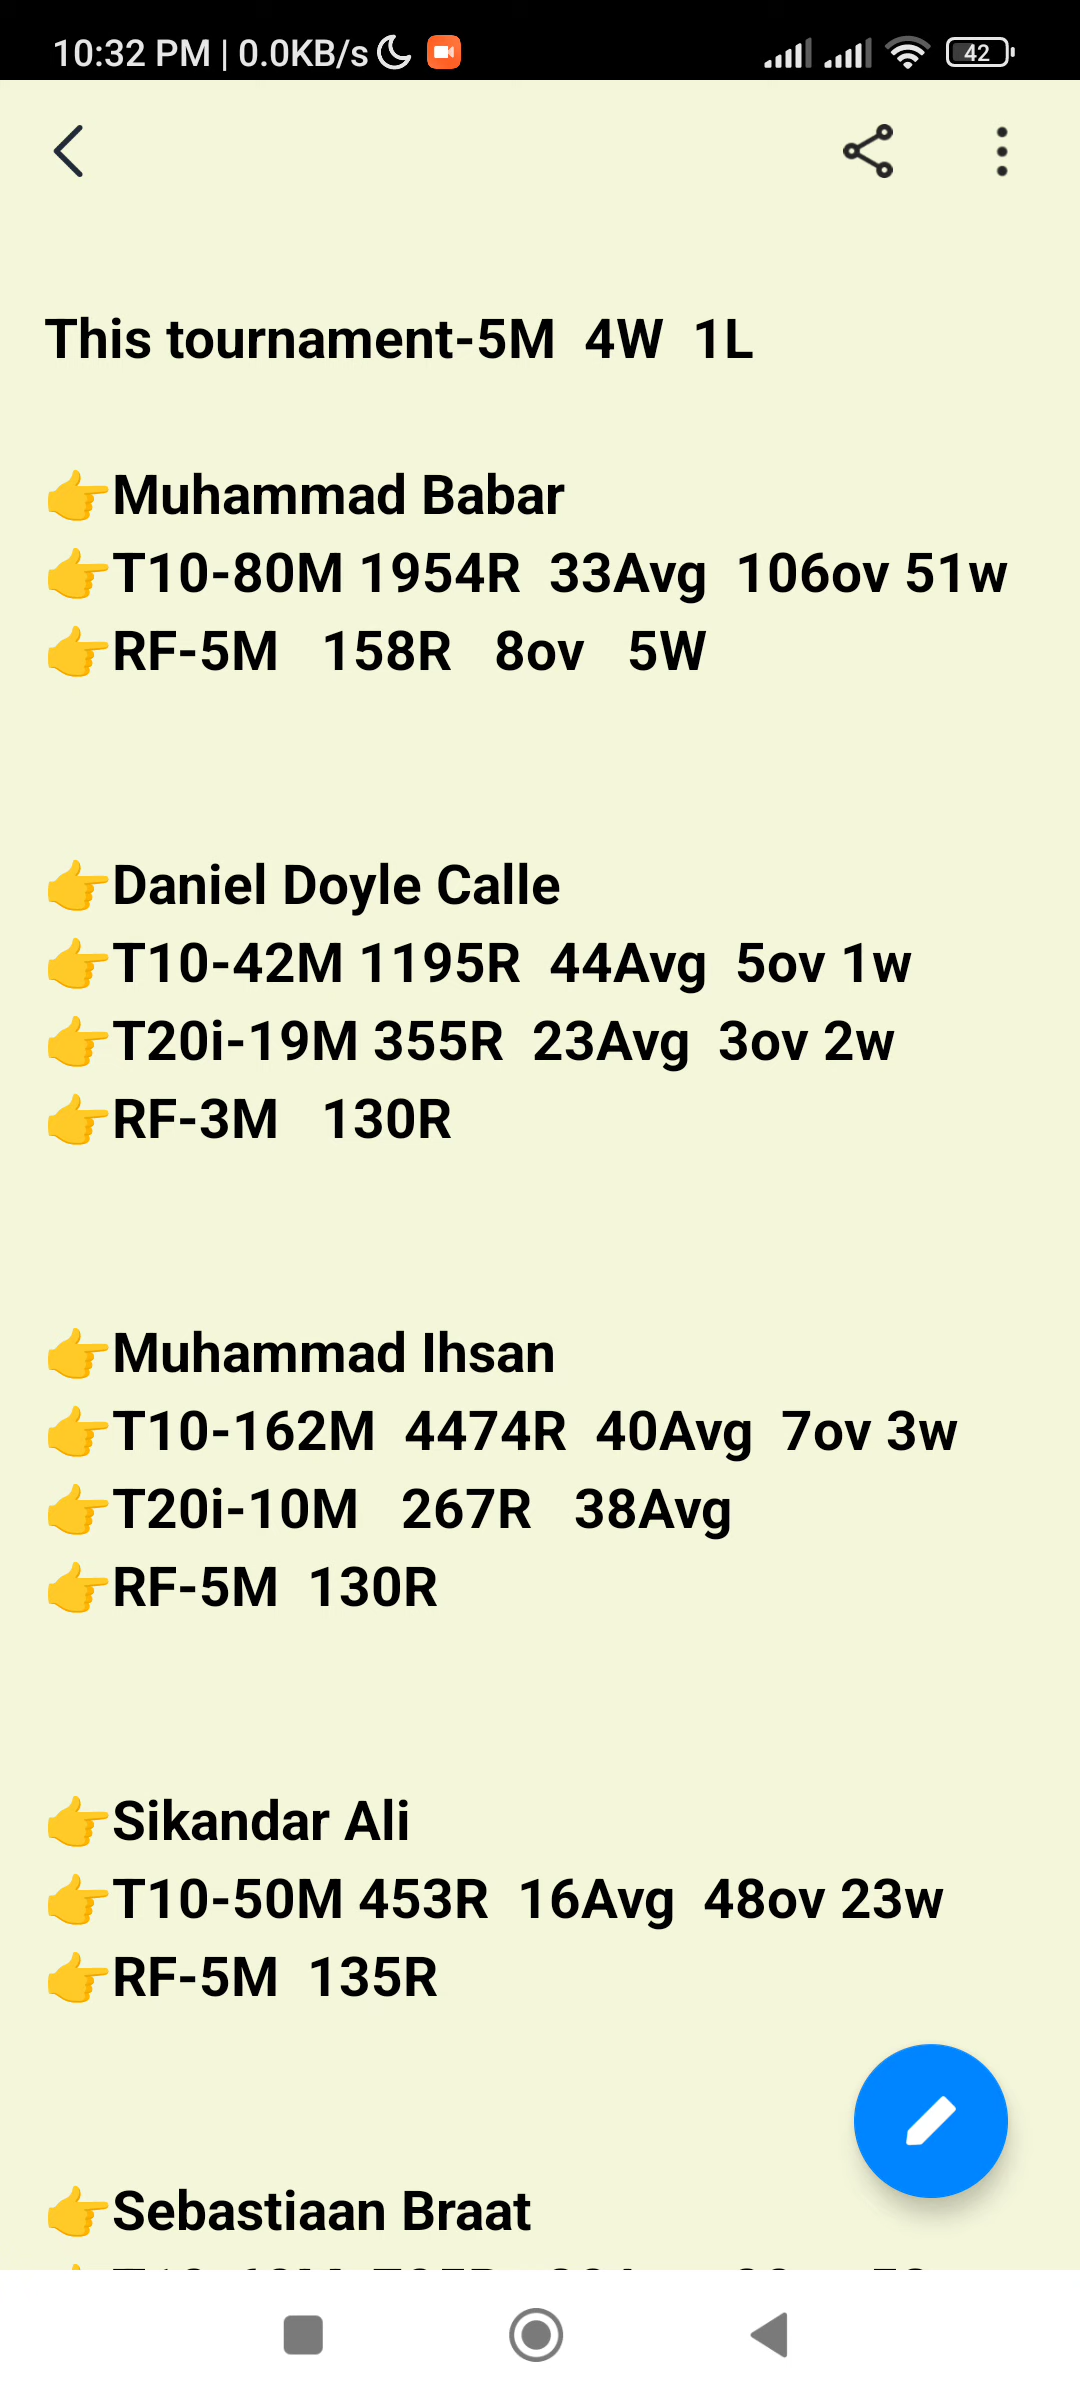 10:32 PM | 0.0KB/s
42
This tournament-5M 4W 1L
👉Muhammad Babar
👉T10-80M 1954R 33Avg 106ov 51w
👉RF-5M 158R 8ov 5W
👉Daniel Doyle Calle
👉T10-42M 1195R 44Avg 5ov 1w
👉T20i-19M 355R 23Avg 3ov 2w
👉RF-3M 130R
👉Muhammad Ihsan
👉T10-162M 4474R 40Avg 7ov 3w
👉T20i-10M 267R 38Avg
👉RF-5M 130R
👉Sikandar Ali
👉T10-50M 453R 16Avg 48ov 23w
👉RF-5M 135R
👉Sebastiaan Braat